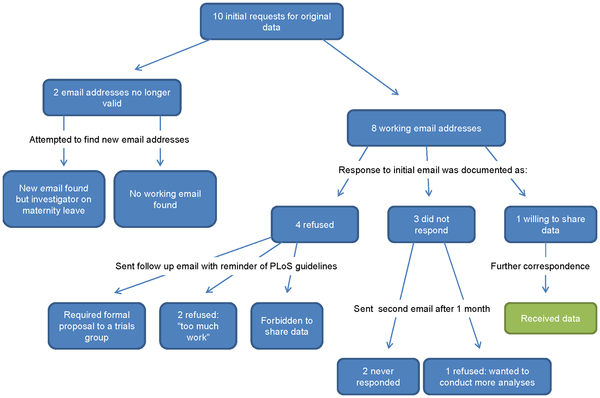 10 initial requests for original
data
2 email addresses no longer
valid
8 working email addresses
Attempted to find new email addresses
Response to initial email was documented as:
New email found
but investigator on
maternity leave
No working email
found
4 refused
3 did not
respond
1 willing to share
data
Sent follow up email with reminder of PLoS guidelines
Further correspondence
Required formal
proposal to a trials
group
2 refused:
"too much
work"
Forbidden to
share data
Sent second email after 1 month
Received data
2 never
responded
1 refused: wanted to
conduct more analyses